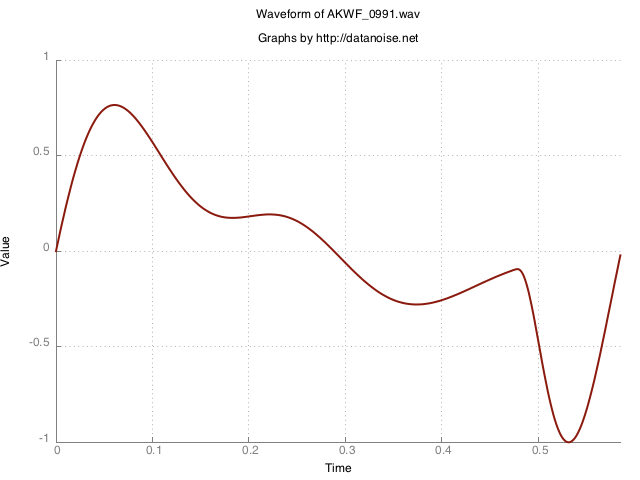 Waveform of AKWF_0991.wav
Graphs by http://datanoise.net
1
0.5
0
-0.5
-1
Value
0 0.1 0.2 0.3 0.4 0.5
Time